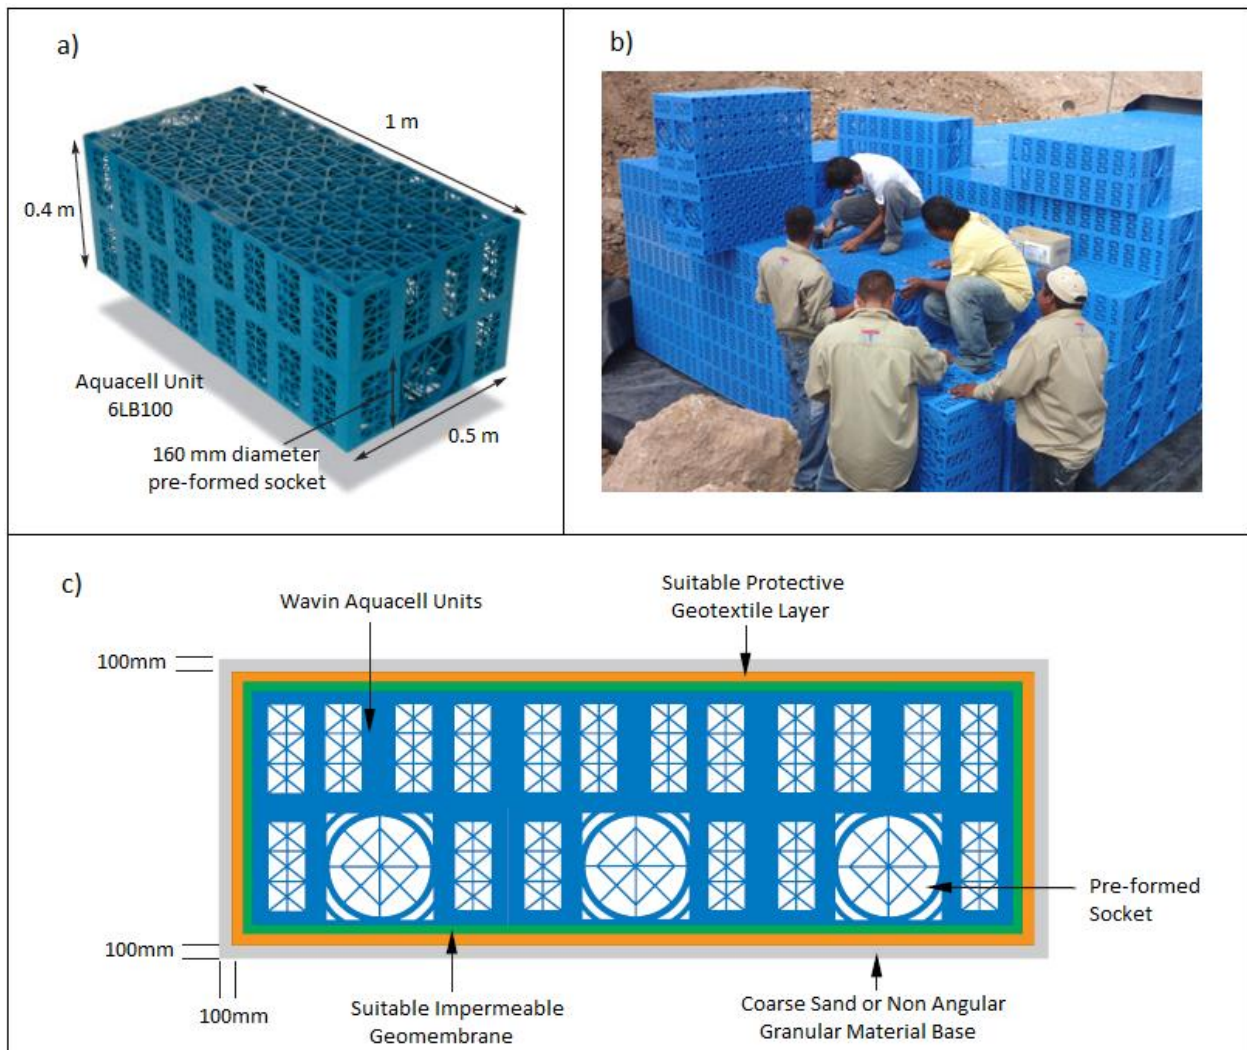 a)
1 m
0.4 m
Aquacell Unit
6LB100
160 mm diameter
pre-formed socket
0.5 m
b)
c)
Wavin Aquacell Units
Suitable Protective
Geotextile Layer
100mm
Pre-formed
Socket
100mm
100mm
Suitable Impermeable
Geomembrane
Coarse Sand or Non Angular
Granular Material Base